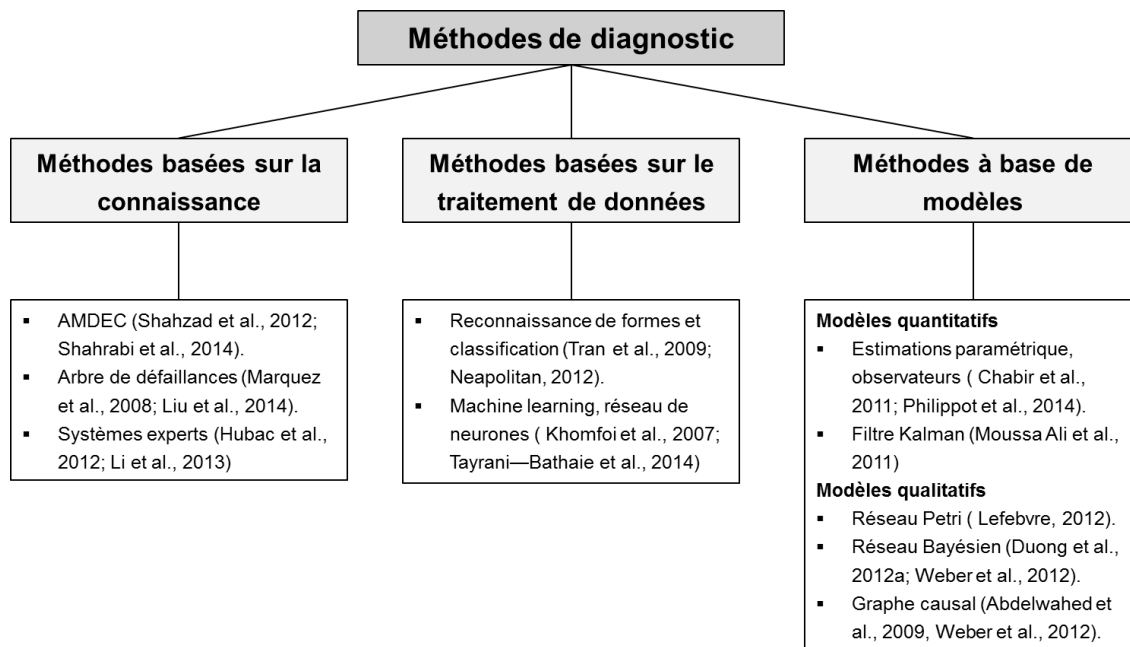 Méthodes de diagnostic
Méthodes basées sur la
connaissance
Méthodes basées sur le
traitement de données
Méthodes à base de
modèles
▪ AMDEC (Shahzad et al., 2012;
Shahrabi et al., 2014).
▪ Arbre de défaillances (Marquez
et al., 2008; Liu et al., 2014).
▪ Systèmes experts (Hubac et al.,
2012; Li et al., 2013)
▪ Reconnaissance de formes et
classification (Tran et al., 2009;
Neapolitan, 2012).
▪ Machine learning, réseau de
neurones ( Khomfoi et al., 2007;
Tayrani—Bathaie et al., 2014)
Modèles quantitatifs
▪ Estimations paramétrique,
observateurs ( Chabir et al.,
2011; Philippot et al., 2014).
▪ Filtre Kalman (Moussa Ali et al.,
2011)
Modèles qualitatifs
▪ Réseau Petri ( Lefebvre, 2012).
▪ Réseau Bayésien (Duong et al.,
2012a; Weber et al., 2012).
▪ Graphe causal (Abdelwahed et
al., 2009, Weber et al., 2012).